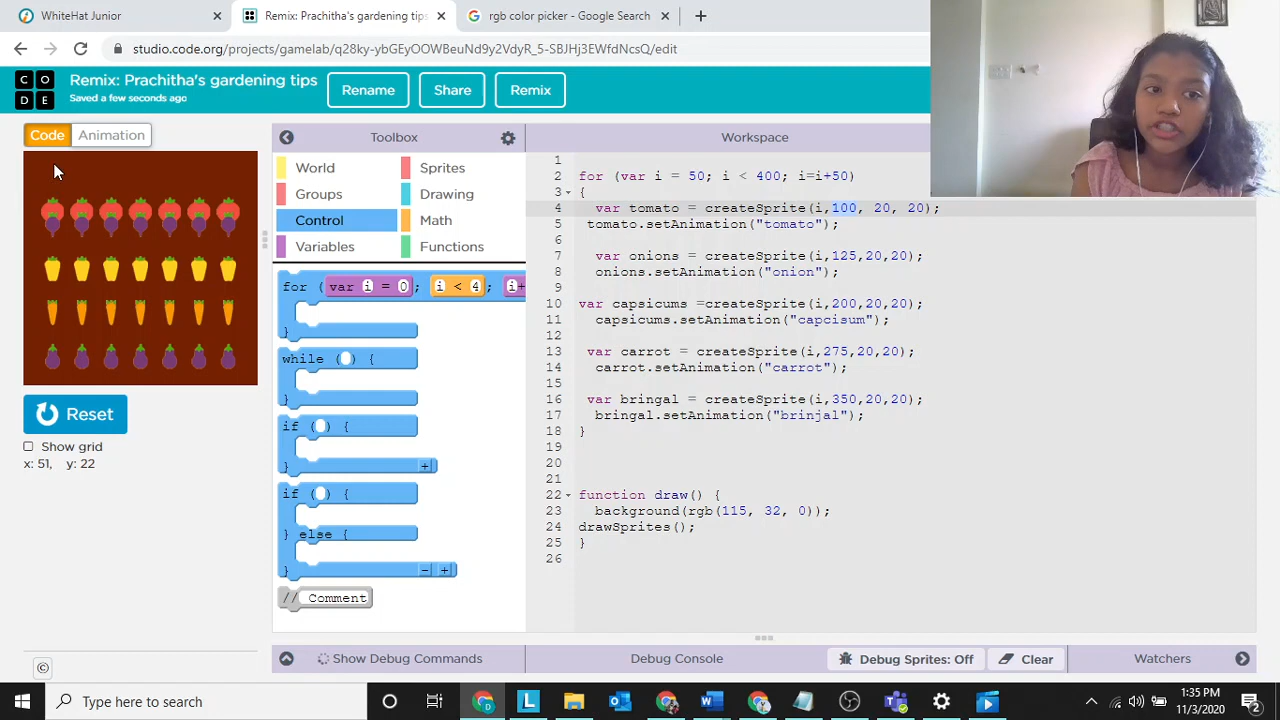 WhiteHat Junior
Remix: Prachitha's gardening tips
rgb color picker - Google Search
studio.code.org/projects/gamelab/q28ky-ybGEyOOWBeuNd9y2VdyR_5-SBJHj3EWfdNcsQ/edit
C O D E
Remix: Prachitha's gardening tips
Saved a few seconds ago
Rename
Share
Remix
Code
Animation
Toolbox
Workspace
World
Sprites
Groups
Drawing
Control
Math
Variables
Functions
for ( var i = 0 ; i < 4 ; i+
}
while ( ) {
}
if ( ) {
} +
if ( ) {
} else {
} - +
// Comment
1
2 for (var i = 50; i < 400; i=i+50)
3 {
4 var tomato = createSprite(i,100, 20, 20);
5 tomato.setAnimation("tomato");
6
7 var onions = createSprite(i,125,20,20);
8 onions.setAnimation("onion");
9
10 var capsicums =createSprite(i,200,20,20);
11 capsicums.setAnimation("capcisum");
12
13 var carrot = createSprite(i,275,20,20);
14 carrot.setAnimation("carrot");
15
16 var bringal = createSprite(i,350,20,20);
17 bringal.setAnimation("brinjal");
18 }
19
20
21
22 function draw() {
23 background(rgb(115, 32, 0));
24 drawSprites();
25 }
26
Reset
Show grid
x: 51, y: 22
Show Debug Commands
Debug Console
Debug Sprites: Off
Clear
Watchers
Type here to search
1:35 PM
11/3/2020
2